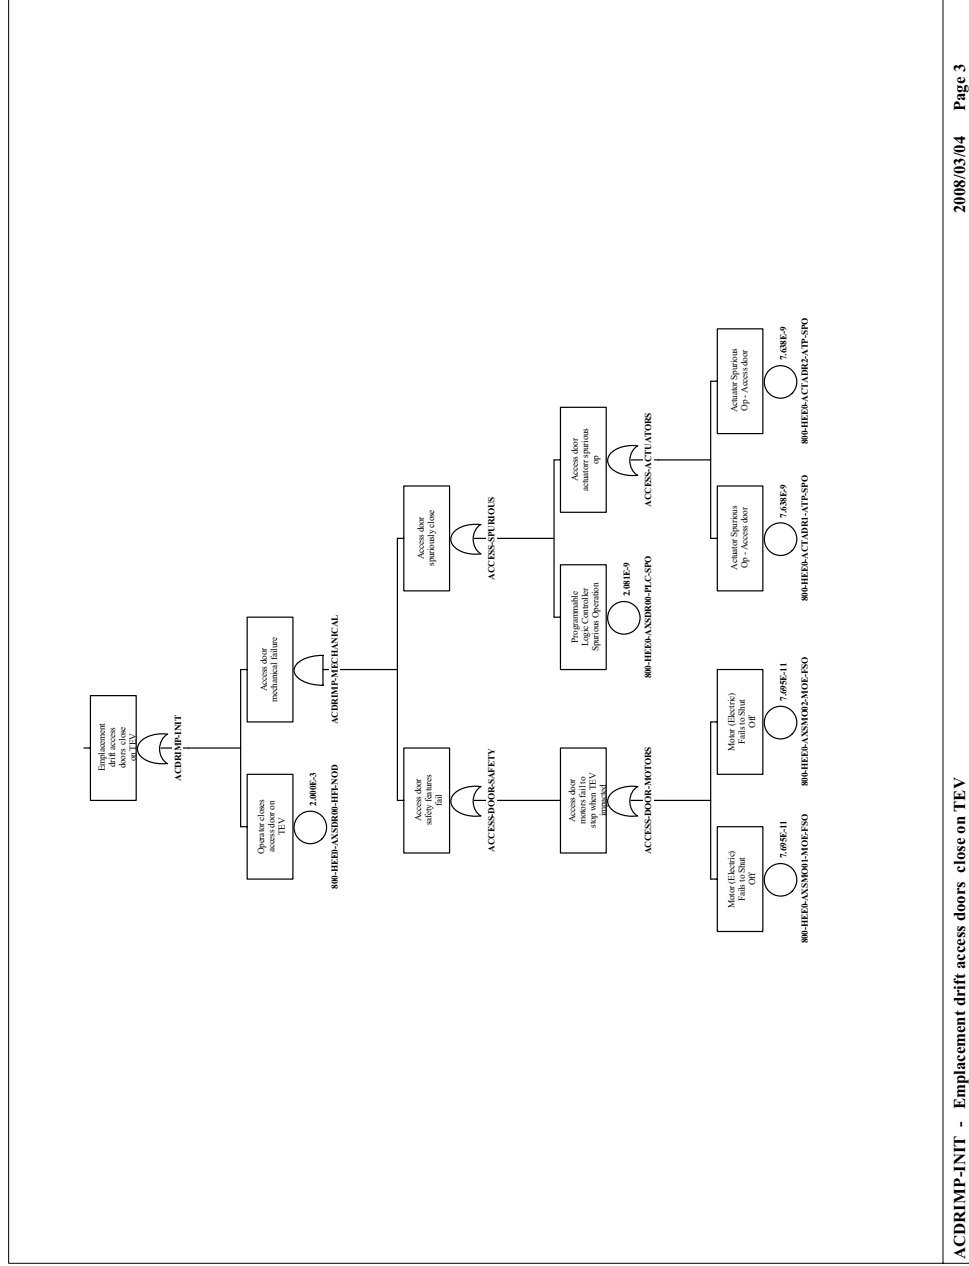 Emplacement
drift access
doors close
on TEV
ACDRIMP-INIT
Operator closes
access door on
TEV
2.000E-3
800-HEE0-AXSDR00-HFI-NOD
Access door
mechanical failure
ACDRIMP-MECHANICAL
Access door
safety features
fail
ACCESS-DOOR-SAFETY
Access door
spuriously close
ACCESS-SPURIOUS
Access door
motors fail to
stop when TEV
impacted
ACCESS-DOOR-MOTORS
Programmable
Logic Controller
Spurious Operation
2.081E-9
800-HEE0-AXSDR00-PLC-SPO
Access door
actuatorr spurious
op
ACCESS-ACTUATORS
Motor (Electric)
Fails to Shut
Off
7.695E-11
800-HEE0-AXSMO01-MOE-FSO
Motor (Electric)
Fails to Shut
Off
7.695E-11
800-HEE0-AXSMO02-MOE-FSO
Actuator Spurious
Op - Access door
7.638E-9
800-HEE0-ACTADR1-ATP-SPO
Actuator Spurious
Op - Access door
7.638E-9
800-HEE0-ACTADR2-ATP-SPO
ACDRIMP-INIT - Emplacement drift access doors close on TEV 2008/03/04 Page 3